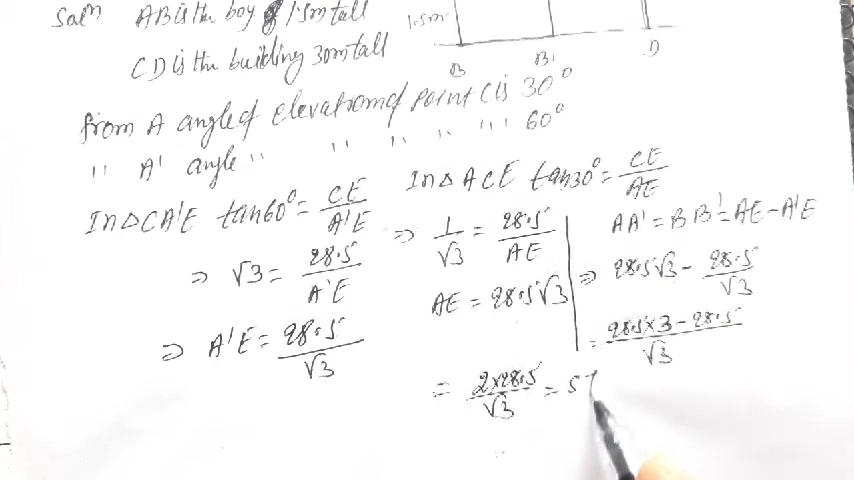 Soln AB is the boy 1.5m tall
1.5m
CD is the building 30m tall
B B' D
from A angle of elevation of point C is 30°
" A' angle " " " " " " 60°
In △ CA'E tan60° = CE/A'E
⇒ √3 = 28.5/A'E
⇒ A'E = 28.5/√3
In △ ACE tan30° = CE/AE
⇒ 1/√3 = 28.5/AE
AE = 28.5√3
AA' = BB' = AE - A'E
⇒ 28.5√3 - 28.5/√3
= 28.5×3 - 28.5/√3
= 2×28.5/√3 = 57